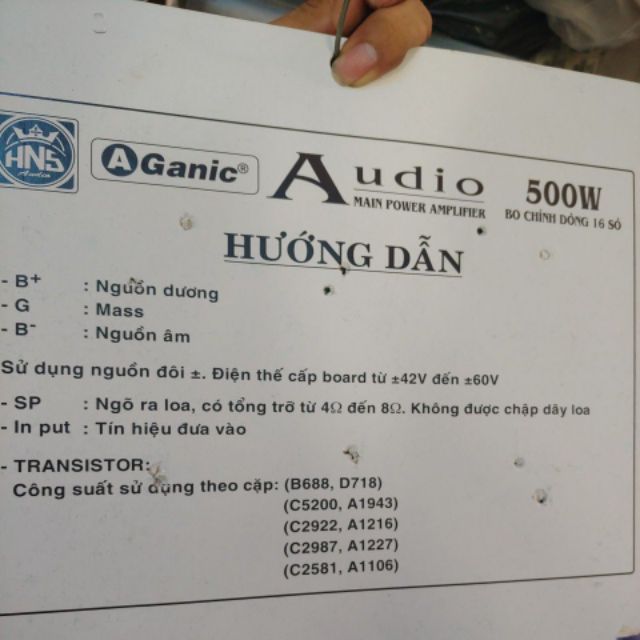 HNS
Audio
AGanic®
Audio
MAIN POWER AMPLIFIER
500W
BO CHỈNH DÒNG 16 SÒ
HƯỚNG DẪN
- B+ : Nguồn dương
- G : Mass
- B- : Nguồn âm
Sử dụng nguồn đôi ±. Điện thế cấp board từ ±42V đến ±60V
- SP : Ngõ ra loa, có tổng trở từ 4Ω đến 8Ω. Không được chập dây loa
- In put : Tín hiệu đưa vào
- TRANSISTOR:
Công suất sử dụng theo cặp: (B688, D718)
(C5200, A1943)
(C2922, A1216)
(C2987, A1227)
(C2581, A1106)